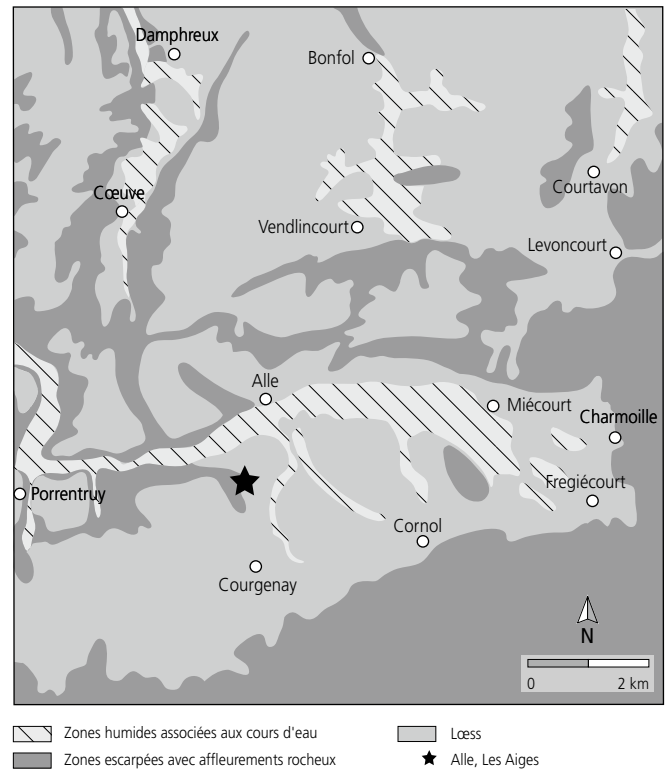 Damphreux
Bonfol
Courtavon
Cœuve
Vendlincourt
Levoncourt
Alle
Miécourt
Charmoille
Porrentruy
Fregiécourt
Cornol
Courgenay
N
0 2 km
Zones humides associées aux cours d'eau
Lœss
Zones escarpées avec affleurements rocheux
Alle, Les Aiges